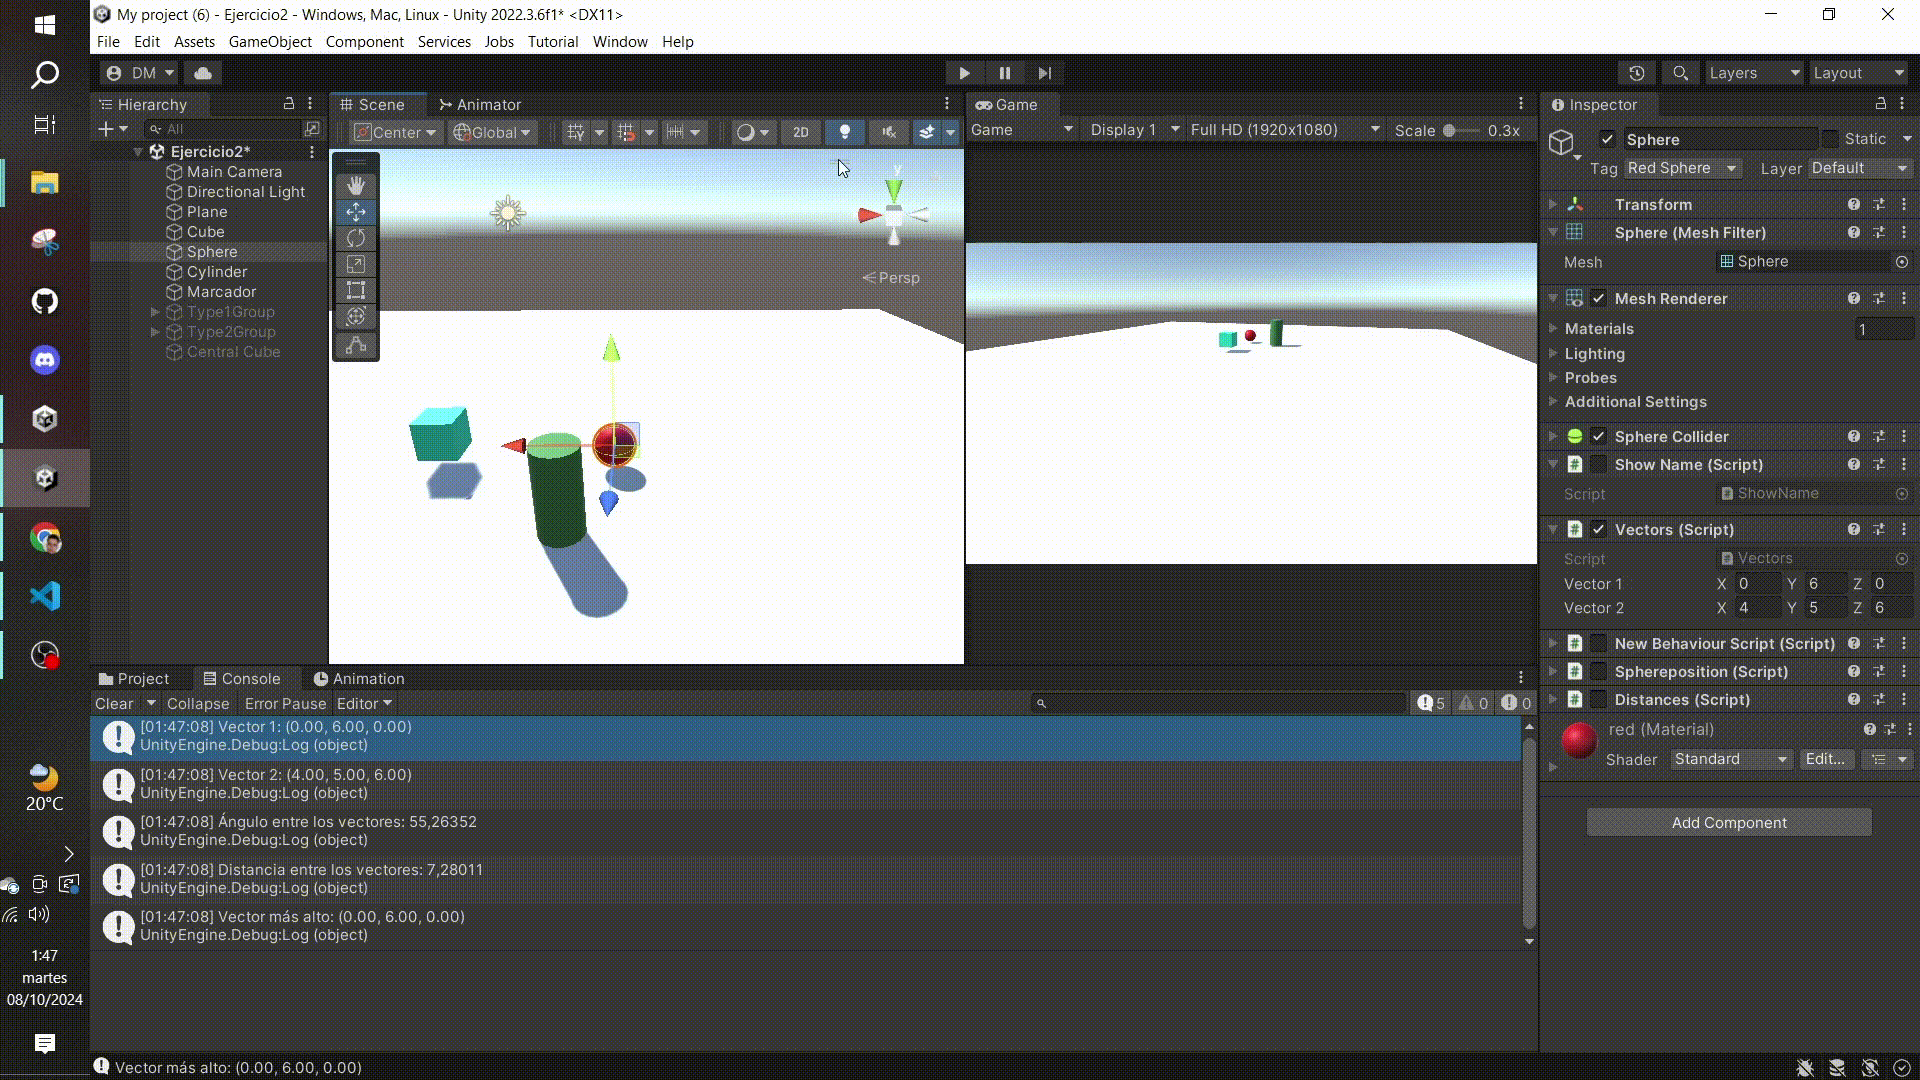 My project (6) - Ejercicio2 - Windows, Mac, Linux - Unity 2022.3.6f1* <DX11>
File Edit Assets GameObject Component Services Jobs Tutorial Window Help
DM
Layers
Layout
Hierarchy
Scene
Animator
Game
Inspector
All
Center
Global
2D
Game
Display 1
Full HD (1920x1080)
Scale
0.3x
Ejercicio2*
Main Camera
Directional Light
Plane
Cube
Sphere
Cylinder
Marcador
Type1Group
Type2Group
Central Cube
y
Persp
Sphere
Static
Tag Red Sphere
Layer Default
Transform
Sphere (Mesh Filter)
Mesh Sphere
Mesh Renderer
Materials 1
Lighting
Probes
Additional Settings
Sphere Collider
Show Name (Script)
Script ShowName
Vectors (Script)
Script Vectors
Vector 1 X 0 Y 6 Z 0
Vector 2 X 4 Y 5 Z 6
New Behaviour Script (Script)
Sphereposition (Script)
Distances (Script)
red (Material)
Shader Standard Edit...
Add Component
Project
Console
Animation
Clear Collapse Error Pause Editor
5 0 0
[01:47:08] Vector 1: (0.00, 6.00, 0.00)
UnityEngine.Debug:Log (object)
[01:47:08] Vector 2: (4.00, 5.00, 6.00)
UnityEngine.Debug:Log (object)
[01:47:08] Ángulo entre los vectores: 55,26352
UnityEngine.Debug:Log (object)
[01:47:08] Distancia entre los vectores: 7,28011
UnityEngine.Debug:Log (object)
[01:47:08] Vector más alto: (0.00, 6.00, 0.00)
UnityEngine.Debug:Log (object)
Vector más alto: (0.00, 6.00, 0.00)
20°C
1:47
martes
08/10/2024